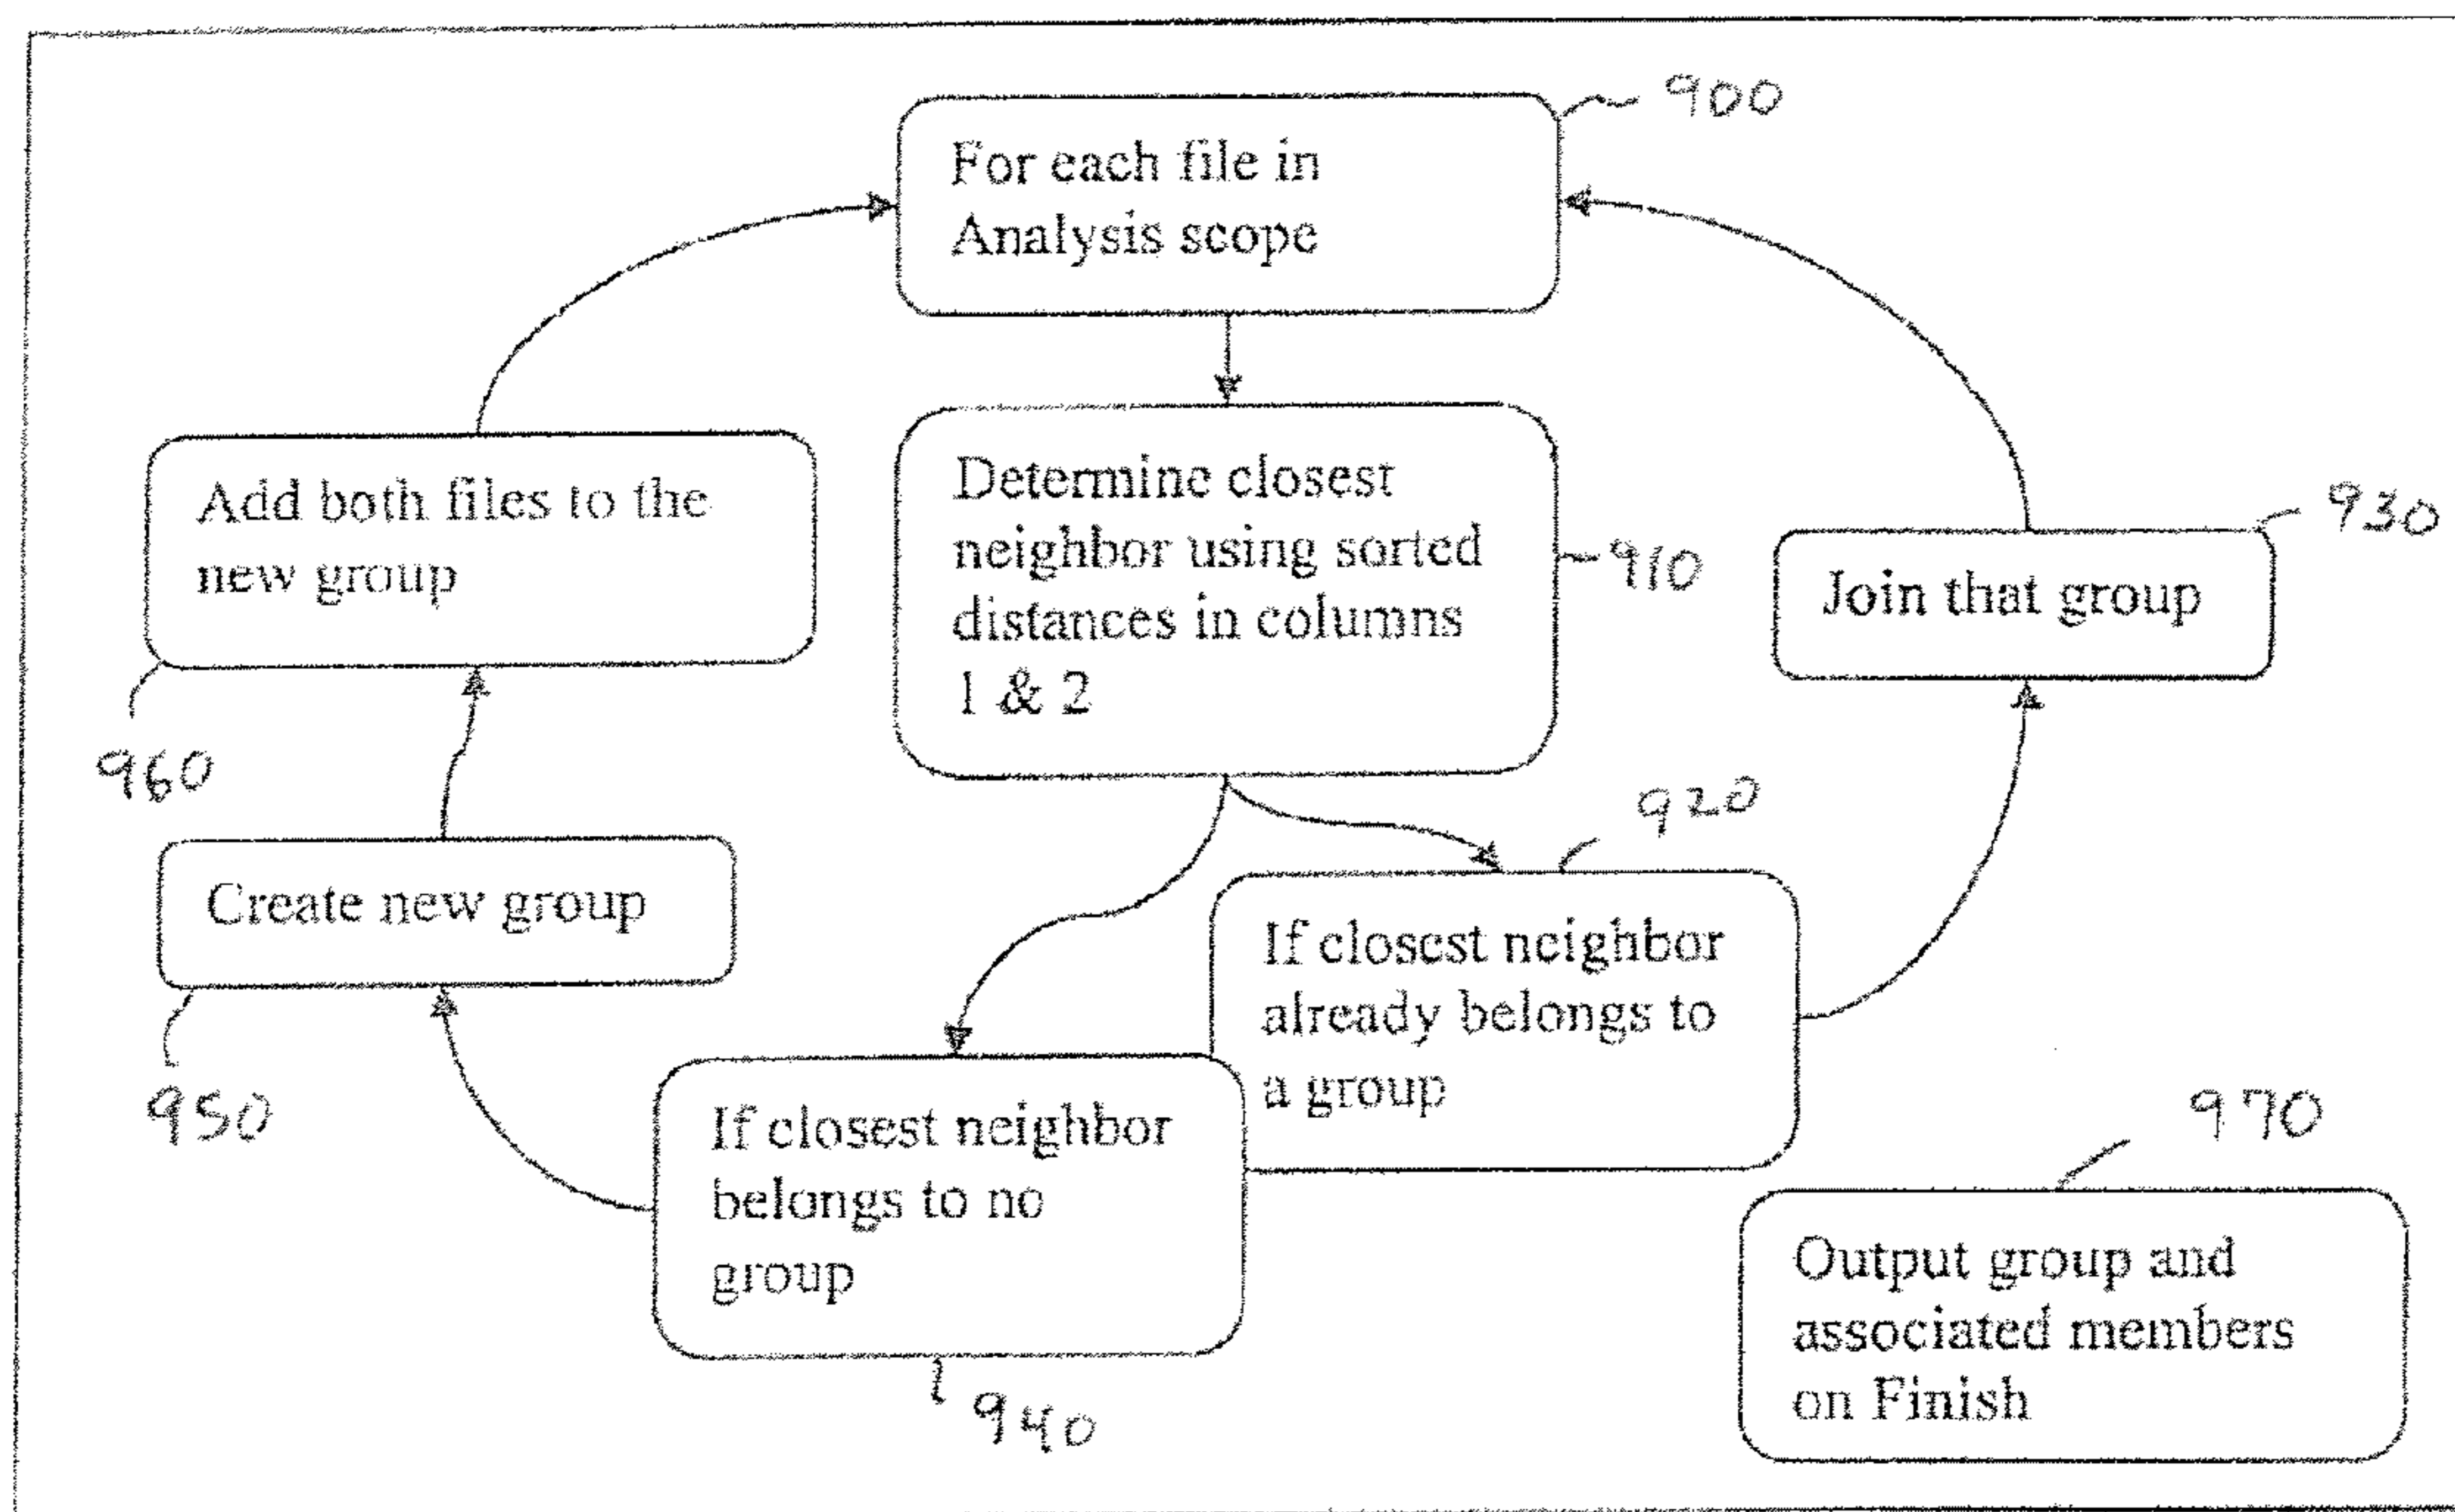 900
For each file in
Analysis scope
Determine closest
neighbor using sorted
distances in columns
1 & 2
910
Add both files to the
new group
960
930
Join that group
920
If closest neighbor
already belongs to
a group
Create new group
950
If closest neighbor
belongs to no
group
940
970
Output group and
associated members
on Finish